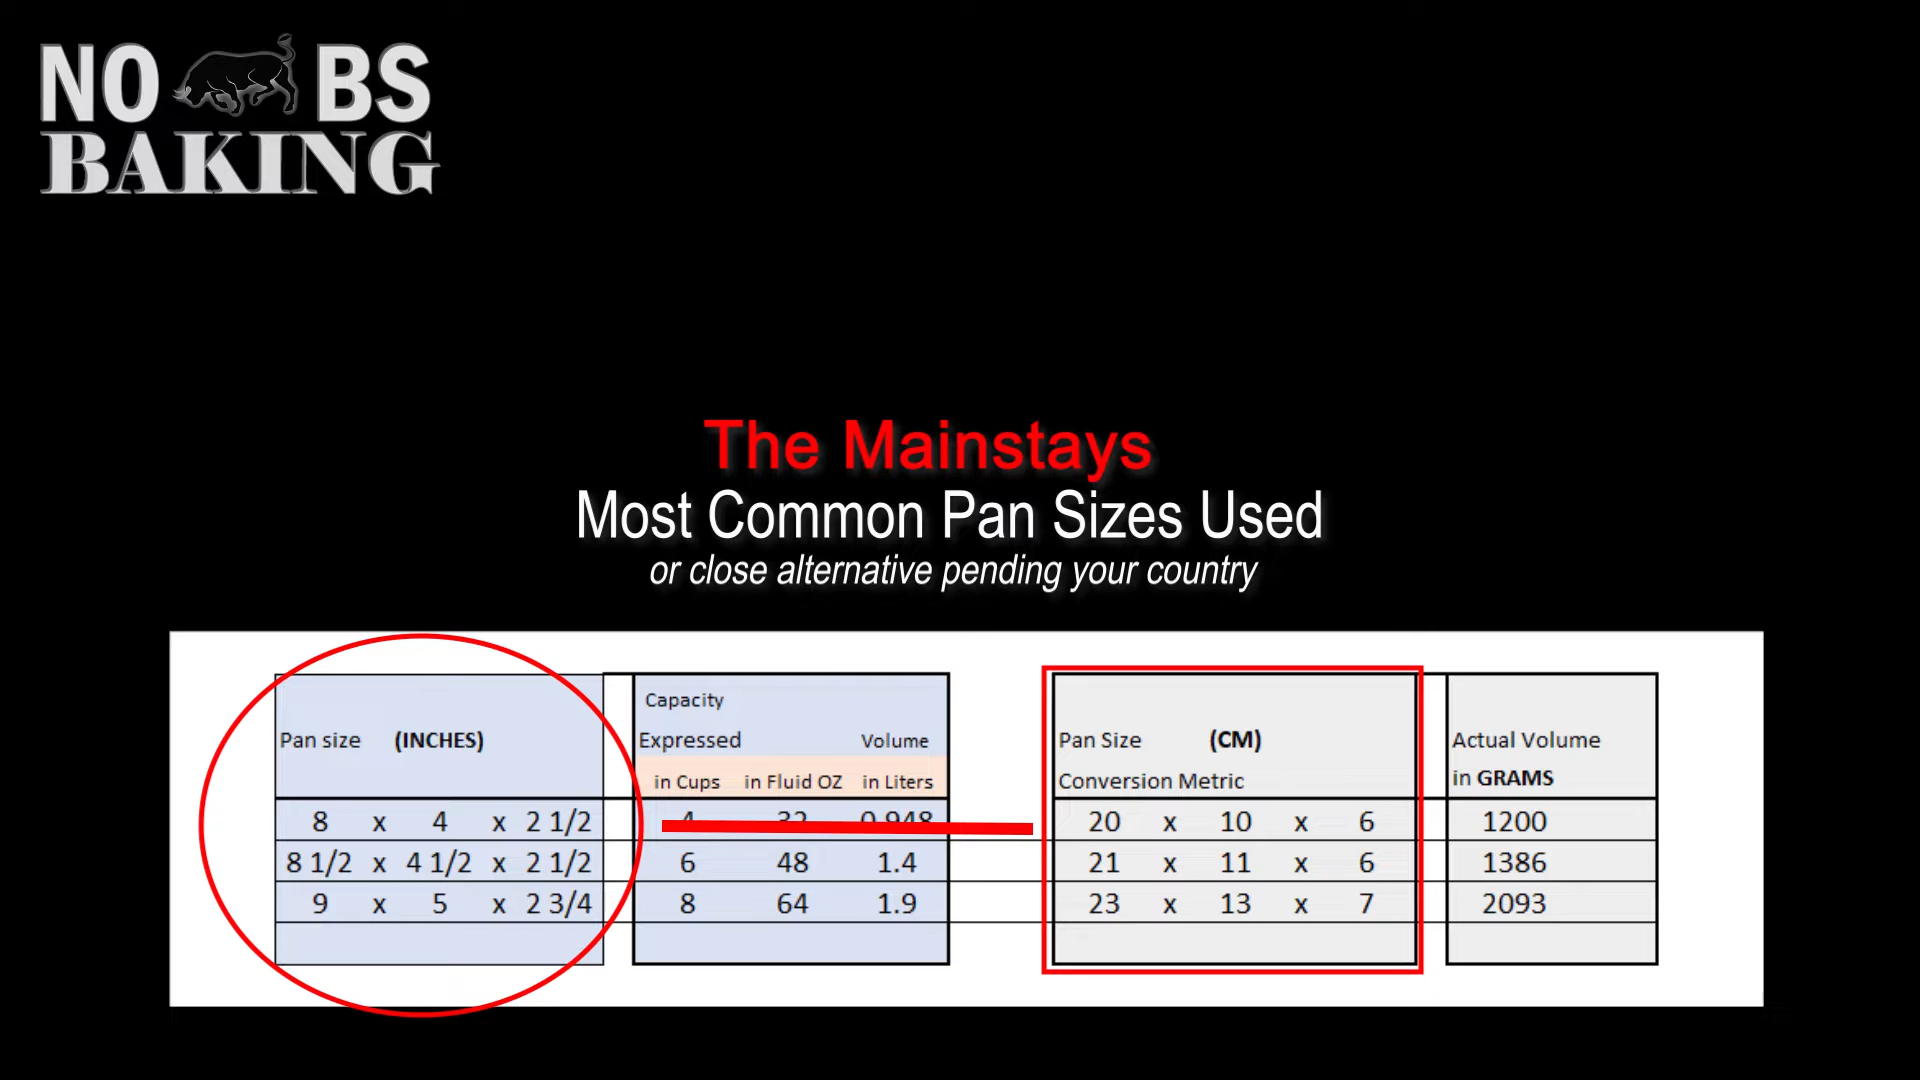 NO BS
BAKING
The Mainstays
Most Common Pan Sizes Used
or close alternative pending your country
Pan size (INCHES)
Capacity
Expressed Volume
in Cups in Fluid OZ in Liters
Pan Size (CM)
Conversion Metric
Actual Volume
in GRAMS
8 x 4 x 2 1/2 4 32 0.948 20 x 10 x 6 1200
8 1/2 x 4 1/2 x 2 1/2 6 48 1.4 21 x 11 x 6 1386
9 x 5 x 2 3/4 8 64 1.9 23 x 13 x 7 2093